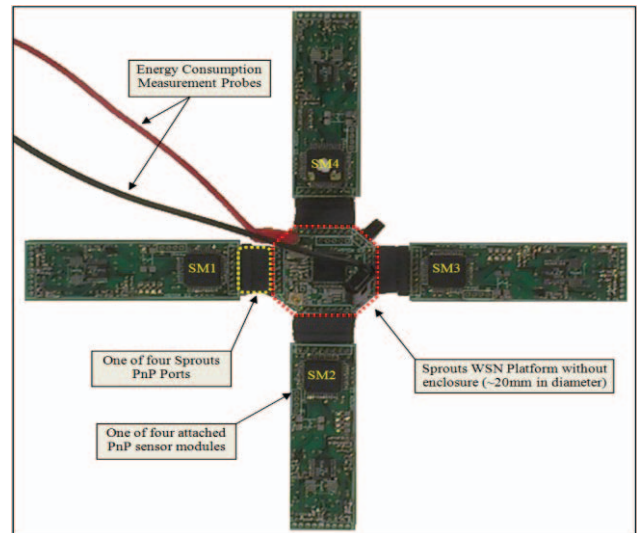 Energy Consumption
Measurement Probes
SM4
SM1
SM3
One of four Sprouts
PnP Ports
SM2
Sprouts WSN Platform without
enclosure (~20mm in diameter)
One of four attached
PnP sensor modules